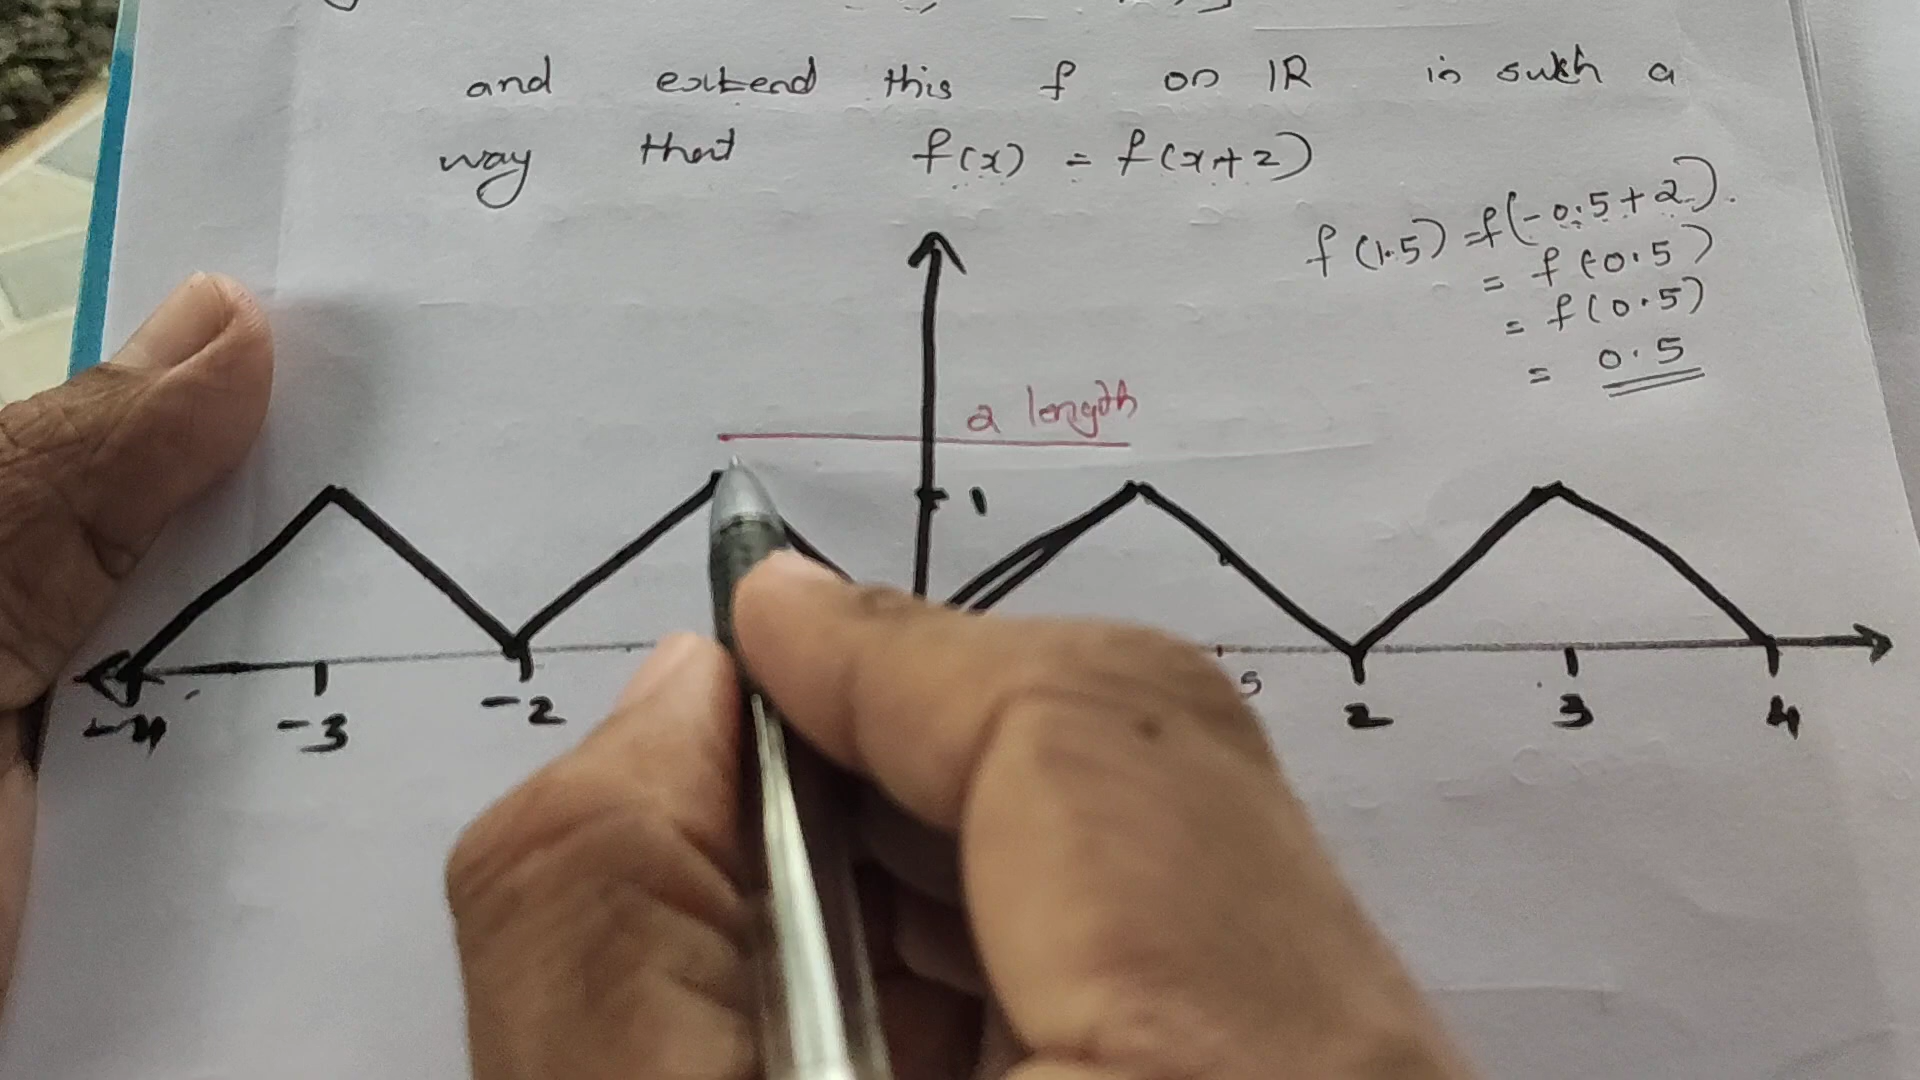 and extend this f on IR in such a
way that f(x) = f(x+2)
f(1.5) = f(-0.5+2).
= f(-0.5)
= f(0.5)
= 0.5
2 length
1
-4 -3 -2 5 2 3 4